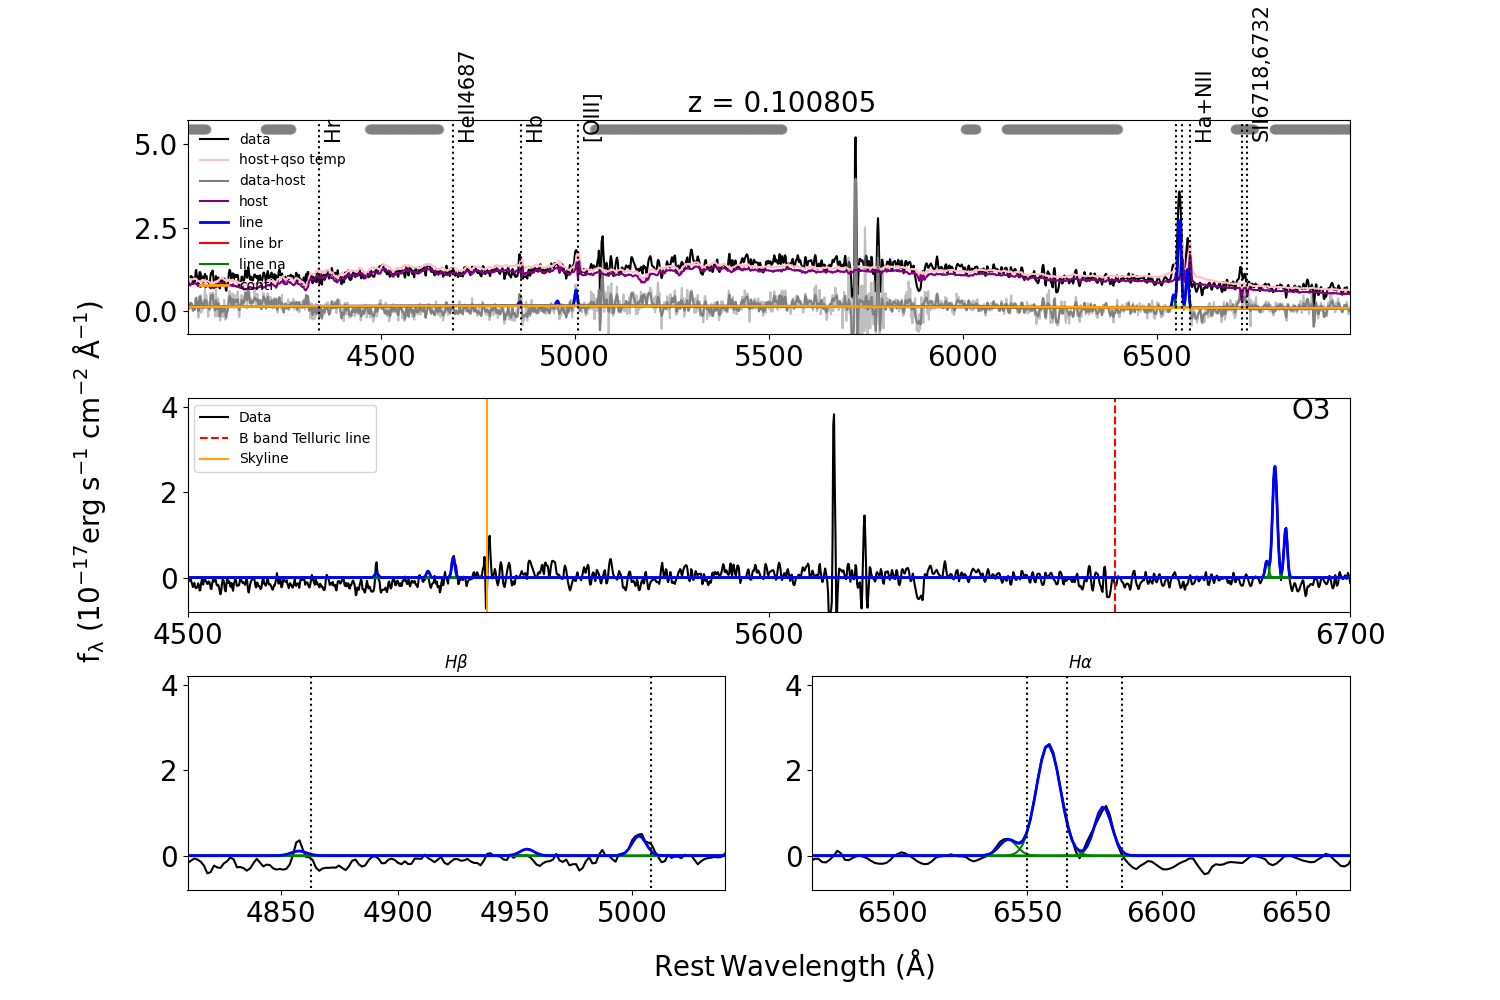 z = 0.100805
Hr
HeII4687
Hb
[OIII]
Ha+NII
SII6718,6732
data
host+qso temp
data-host
host
line
line br
line na
conti
5.0
2.5
0.0
4500
5000
5500
6000
6500
fλ (10⁻¹⁷erg s⁻¹ cm⁻² Å⁻¹)
O3
Data
B band Telluric line
Skyline
4
2
0
4500
5600
6700
Hβ
4
2
0
4850
4900
4950
5000
Hα
4
2
0
6500
6550
6600
6650
Rest Wavelength (Å)